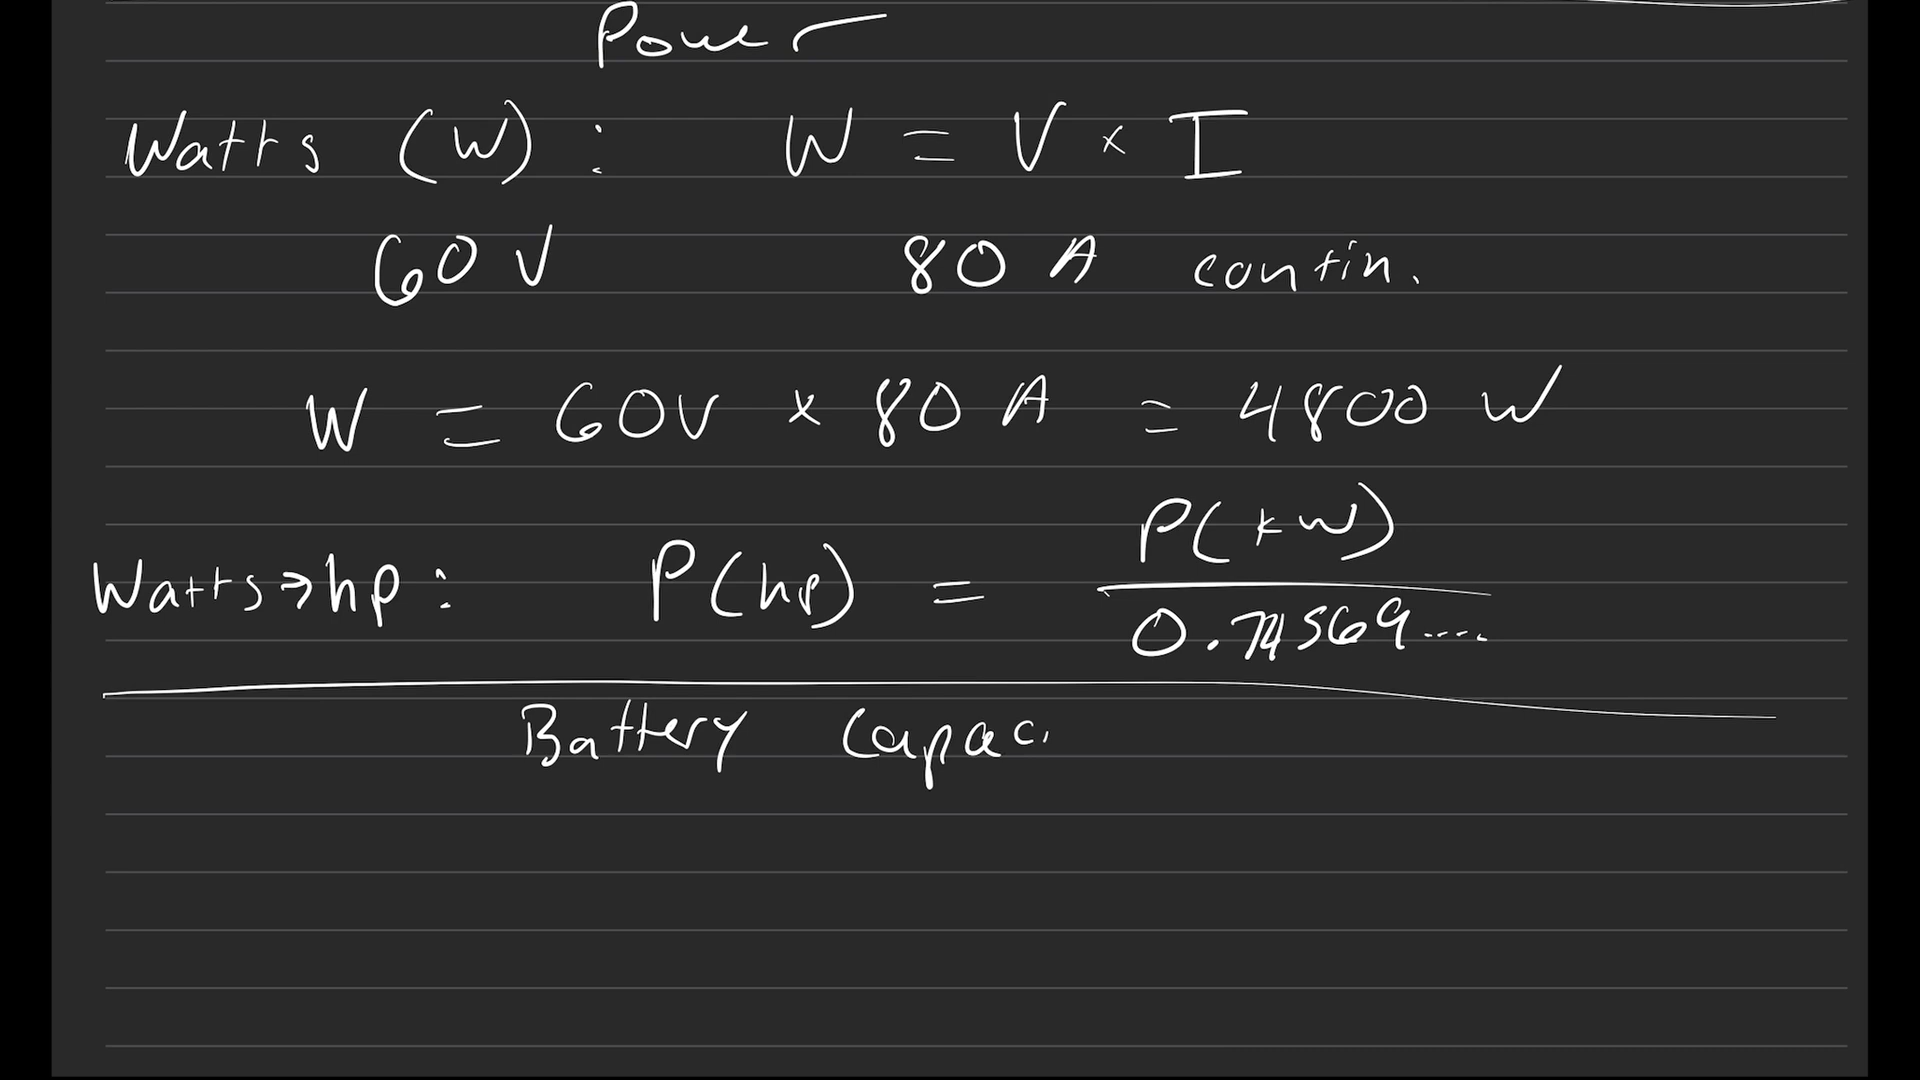 Power
Watts (W): W = V × I
60 V 80 A contin.
W = 60V × 80 A = 4800 W
Watts→hp: P(hp) = P(kW) / 0.74569....
Battery Capac